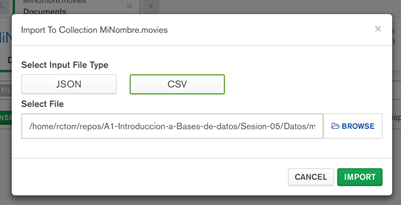 MiNombre.movies
Documents
Import To Collection MiNombre.movies
Select Input File Type
JSON
CSV
Select File
/home/rctorr/repos/A1-Introduccion-a-Bases-de-datos/Sesion-05/Datos/m
BROWSE
CANCEL
IMPORT